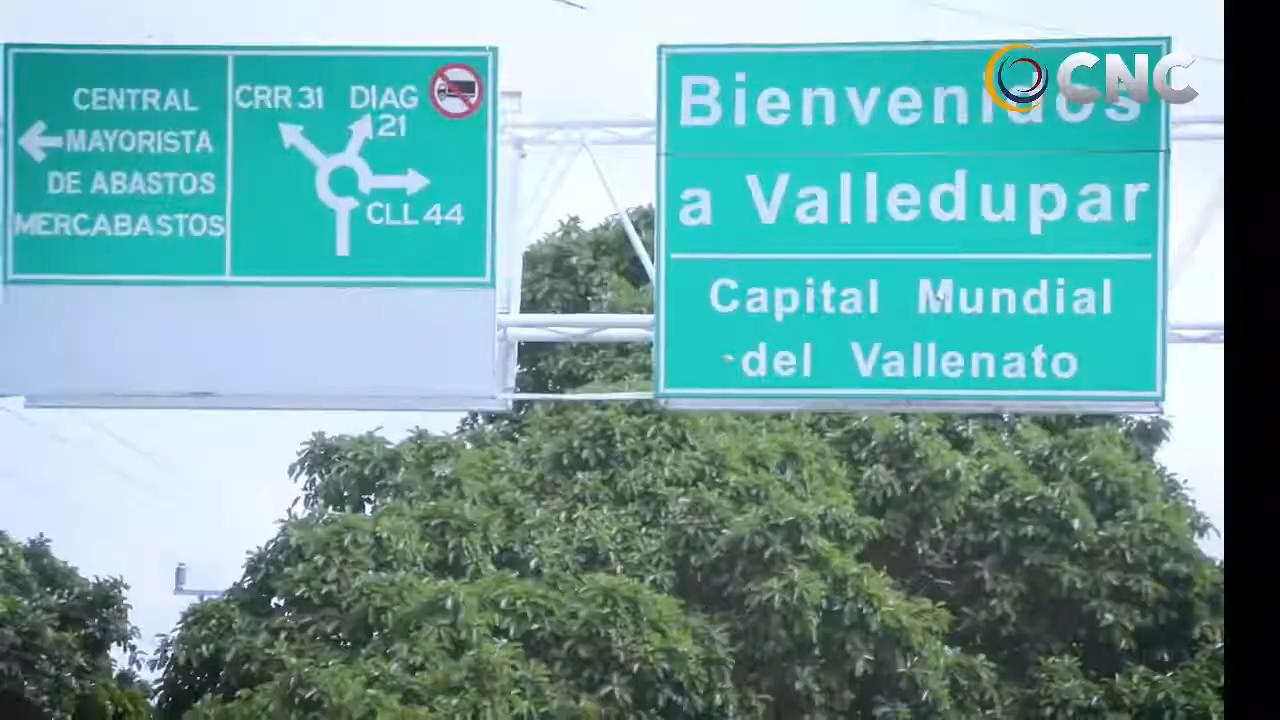 CENTRAL
MAYORISTA
DE ABASTOS
MERCABASTOS
CRR 31
DIAG
21
CLL 44
Bienvenidos
a Valledupar
Capital Mundial
del Vallenato
CNC